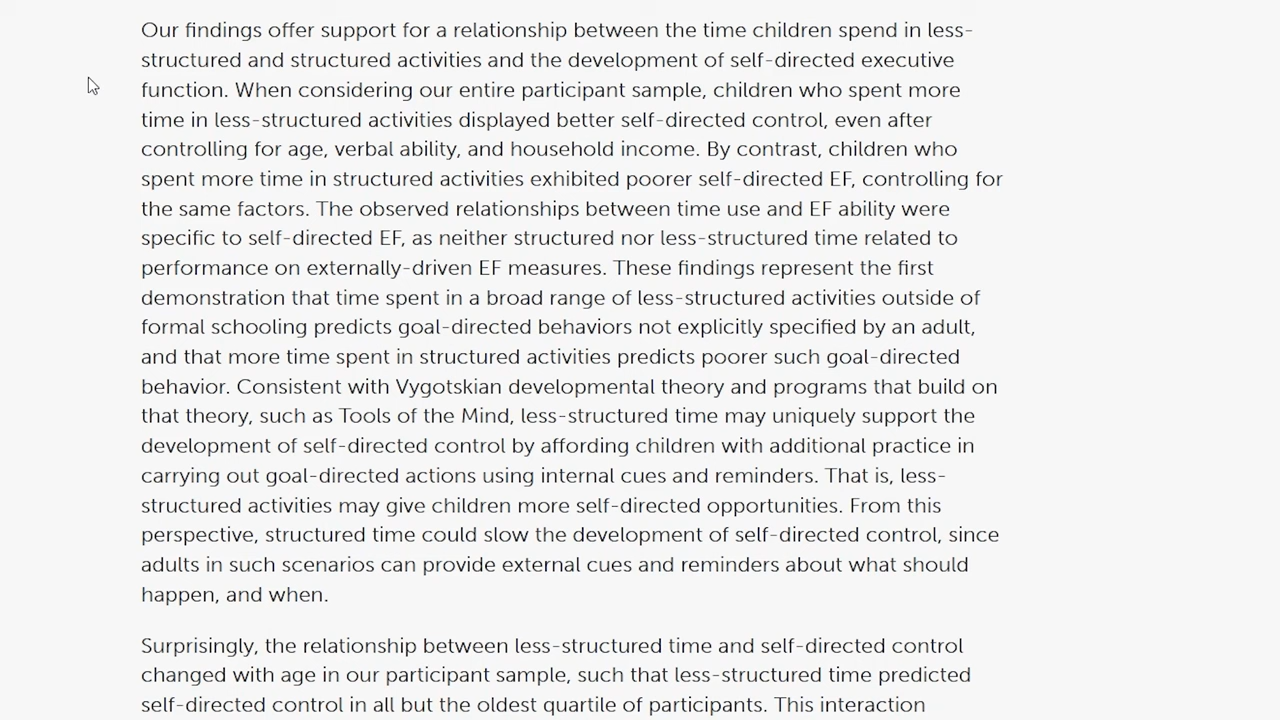 Our findings offer support for a relationship between the time children spend in less-
structured and structured activities and the development of self-directed executive
function. When considering our entire participant sample, children who spent more
time in less-structured activities displayed better self-directed control, even after
controlling for age, verbal ability, and household income. By contrast, children who
spent more time in structured activities exhibited poorer self-directed EF, controlling for
the same factors. The observed relationships between time use and EF ability were
specific to self-directed EF, as neither structured nor less-structured time related to
performance on externally-driven EF measures. These findings represent the first
demonstration that time spent in a broad range of less-structured activities outside of
formal schooling predicts goal-directed behaviors not explicitly specified by an adult,
and that more time spent in structured activities predicts poorer such goal-directed
behavior. Consistent with Vygotskian developmental theory and programs that build on
that theory, such as Tools of the Mind, less-structured time may uniquely support the
development of self-directed control by affording children with additional practice in
carrying out goal-directed actions using internal cues and reminders. That is, less-
structured activities may give children more self-directed opportunities. From this
perspective, structured time could slow the development of self-directed control, since
adults in such scenarios can provide external cues and reminders about what should
happen, and when.
Surprisingly, the relationship between less-structured time and self-directed control
changed with age in our participant sample, such that less-structured time predicted
self-directed control in all but the oldest quartile of participants. This interaction